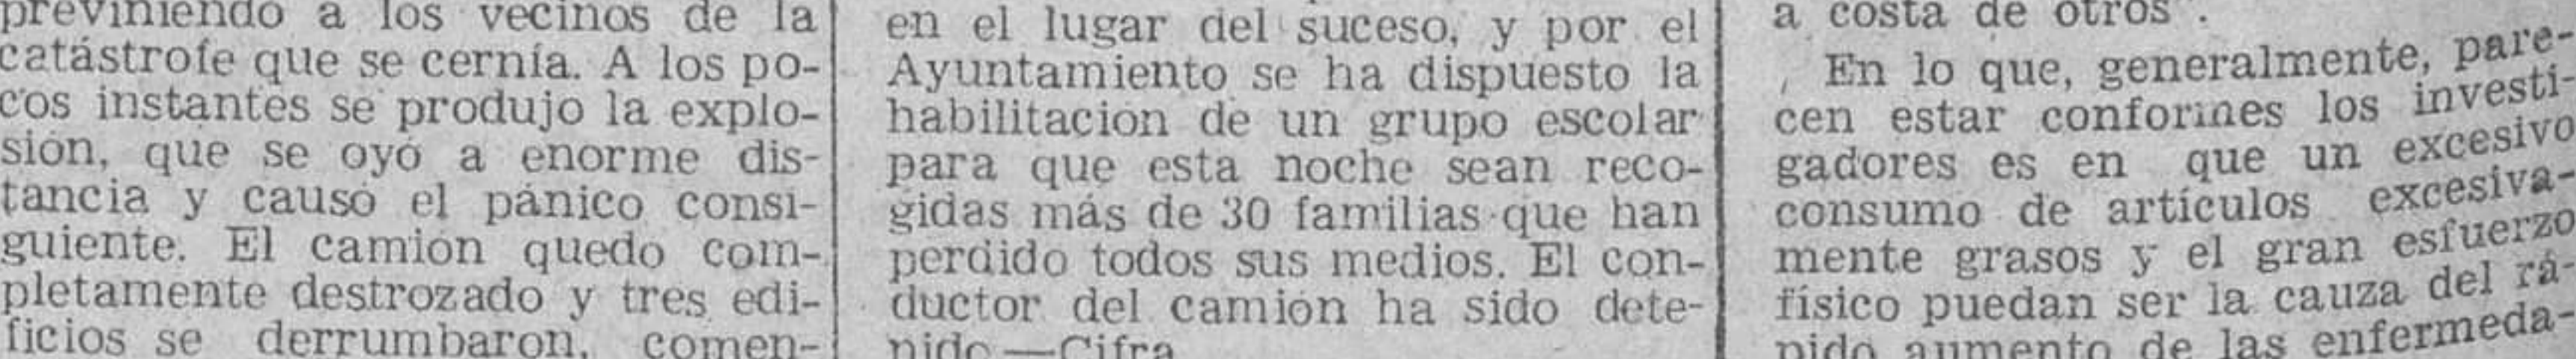 previniendo a los vecinos de la
catástrofe que se cernía. A los po-
cos instantes se produjo la explo-
sión, que se oyó a enorme dis-
tancia y causó el pánico consi-
guiente. El camión quedo com-
pletamente destrozado y tres edi-
ficios se derrumbaron, comen-
en el lugar del suceso, y por el
Ayuntamiento se ha dispuesto la
habilitación de un grupo escolar
para que esta noche sean reco-
gidas más de 30 familias que han
perdido todos sus medios. El con-
ductor del camión ha sido dete-
nido.—Cifra
a costa de otros".
En lo que, generalmente, pare-
cen estar conformes los investi-
gadores es en que un excesivo
consumo de artículos excesiva-
mente grasos y el gran esfuerzo
físico puedan ser la cauza del rá-
pido aumento de las enfermeda-